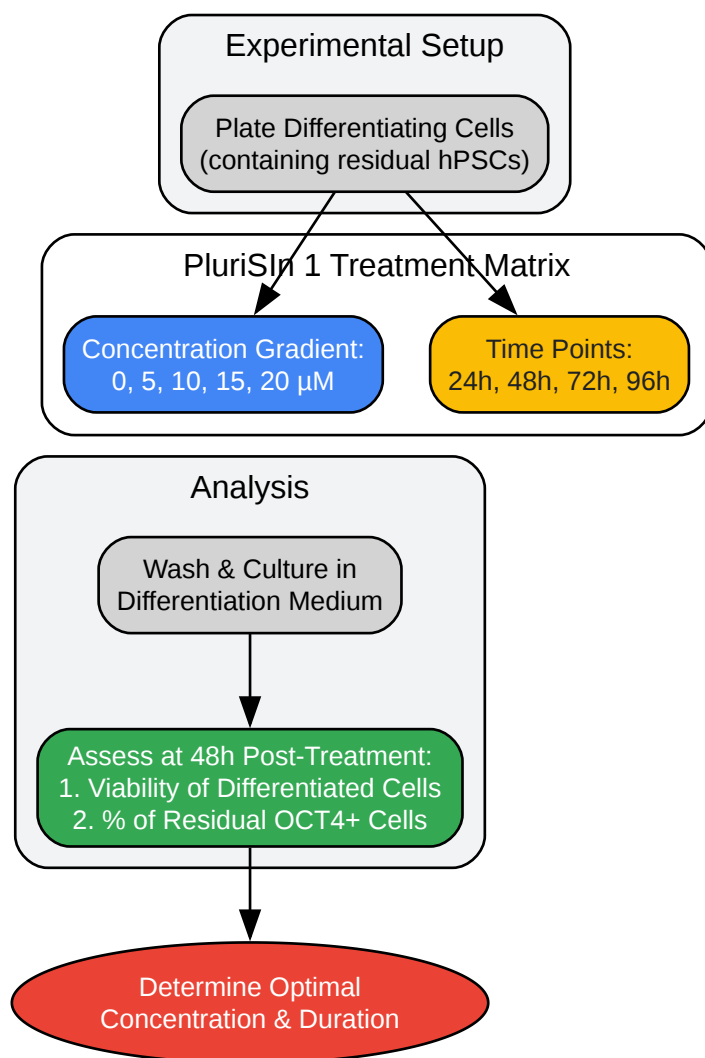 Experimental Setup
Plate Differentiating Cells
(containing residual hPSCs)
PluriSIn 1 Treatment Matrix
Concentration Gradient:
0, 5, 10, 15, 20 µM
Time Points:
24h, 48h, 72h, 96h
Analysis
Wash & Culture in
Differentiation Medium
Assess at 48h Post-Treatment:
1. Viability of Differentiated Cells
2. % of Residual OCT4+ Cells
Determine Optimal
Concentration & Duration